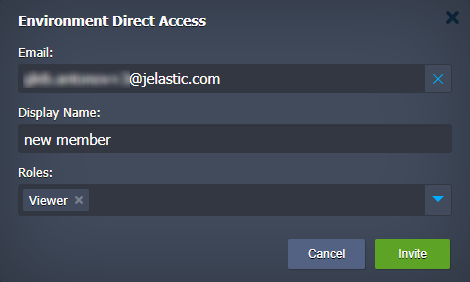 Environment Direct Access
Email:
@jelastic.com
Display Name:
new member
Roles:
Viewer
Cancel Invite